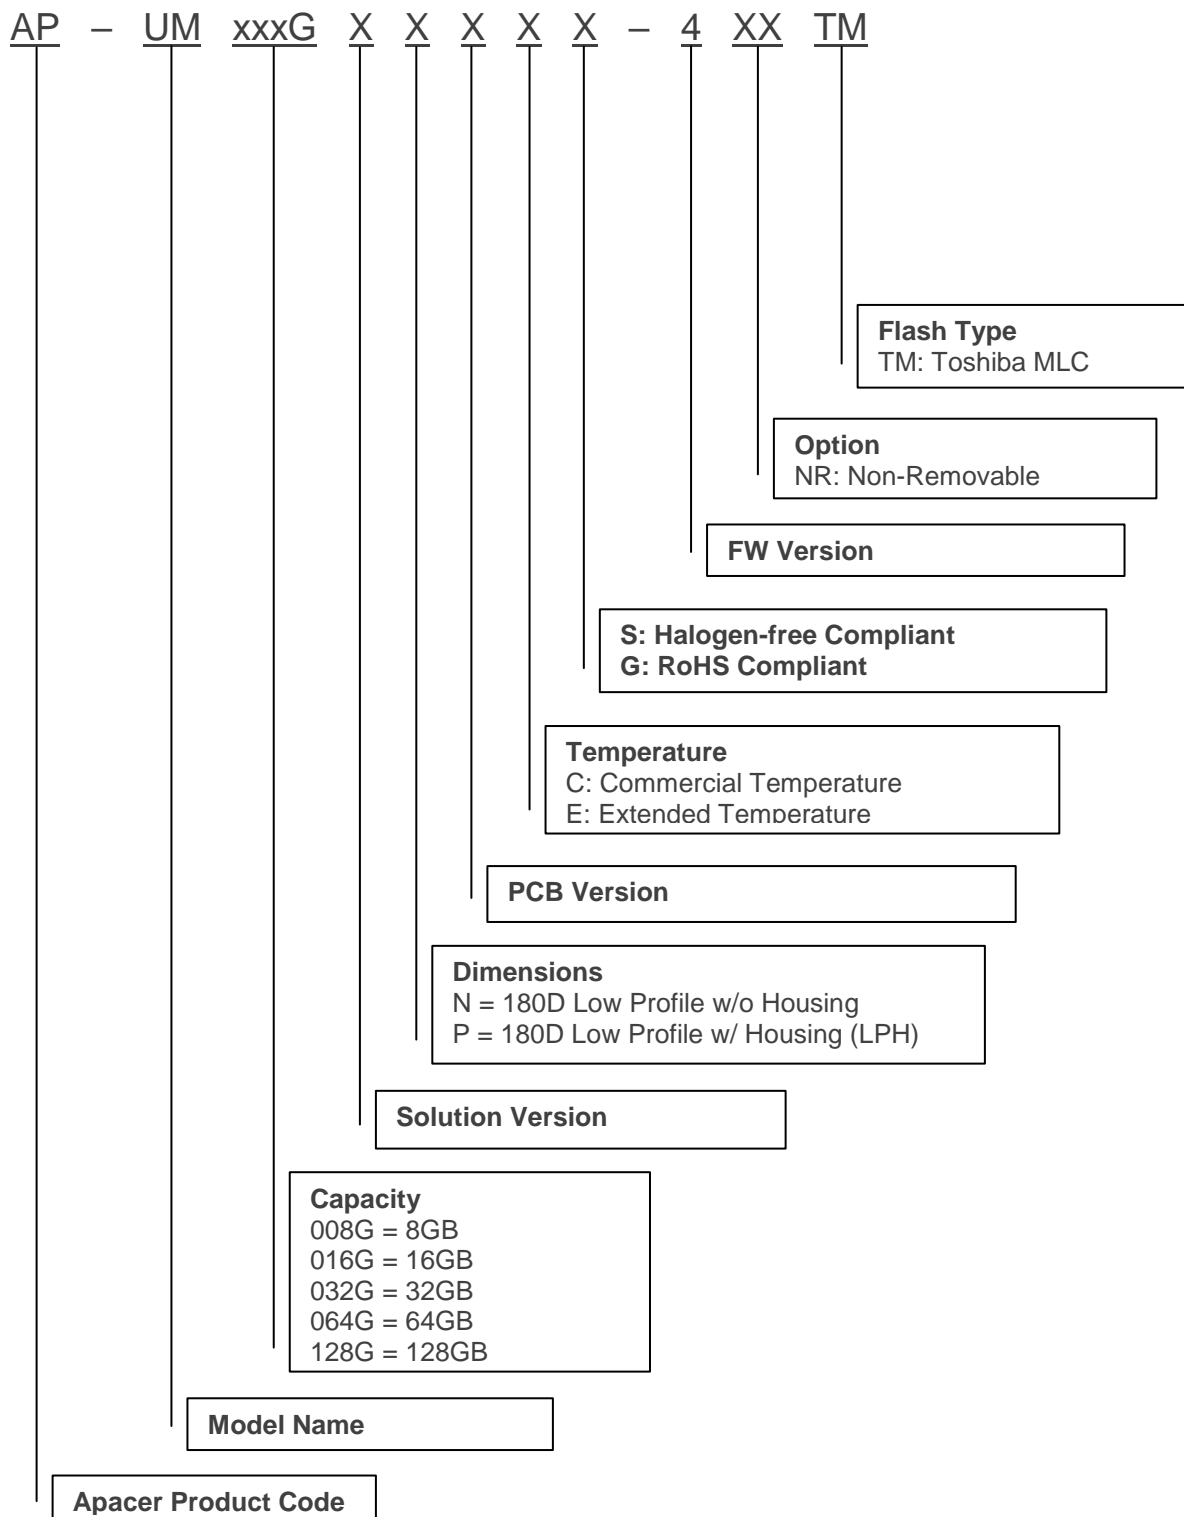 AP – UM xxxG X X X X X – 4 XX TM
Flash Type
TM: Toshiba MLC
Option
NR: Non-Removable
FW Version
S: Halogen-free Compliant
G: RoHS Compliant
Temperature
C: Commercial Temperature
E: Extended Temperature
PCB Version
Dimensions
N = 180D Low Profile w/o Housing
P = 180D Low Profile w/ Housing (LPH)
Solution Version
Capacity
008G = 8GB
016G = 16GB
032G = 32GB
064G = 64GB
128G = 128GB
Model Name
Apacer Product Code